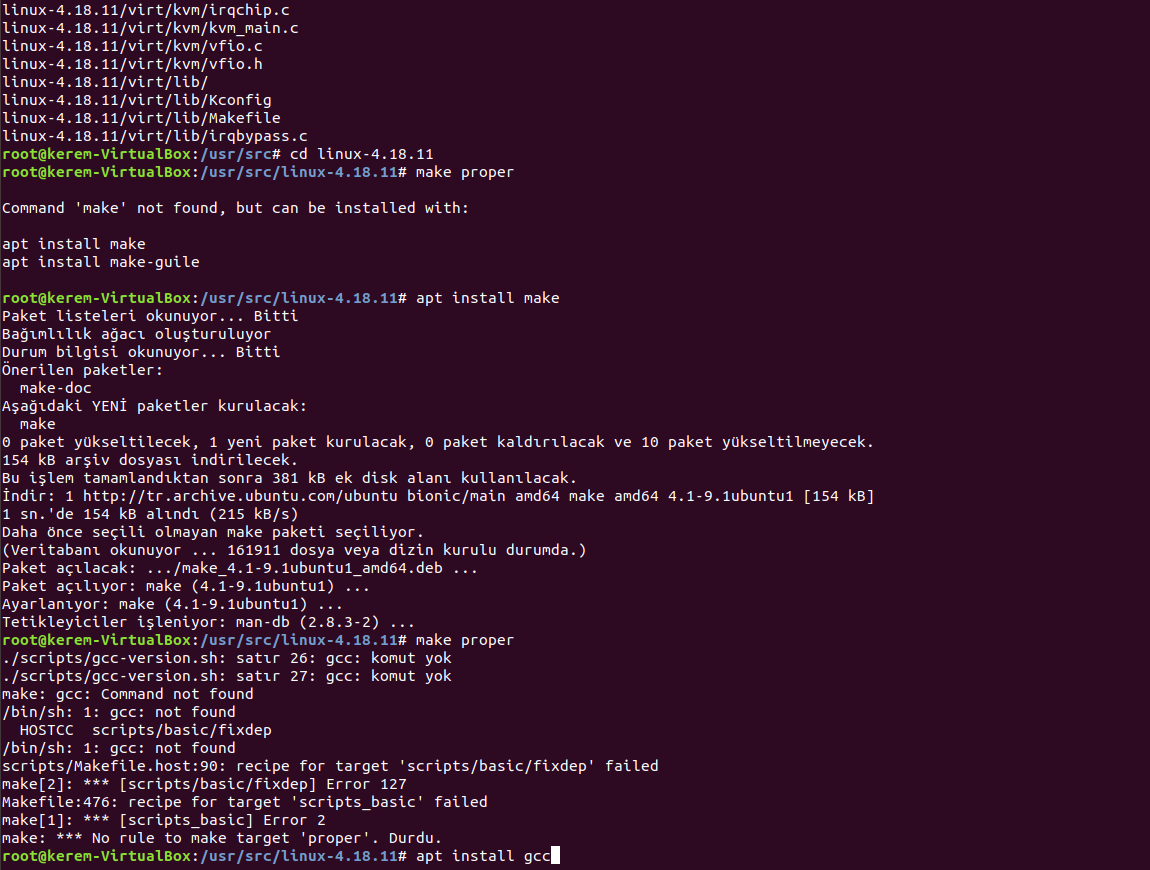 linux-4.18.11/virt/kvm/irqchip.c
linux-4.18.11/virt/kvm/kvm_main.c
linux-4.18.11/virt/kvm/vfio.c
linux-4.18.11/virt/kvm/vfio.h
linux-4.18.11/virt/lib/
linux-4.18.11/virt/lib/Kconfig
linux-4.18.11/virt/lib/Makefile
linux-4.18.11/virt/lib/irqbypass.c
root@kerem-VirtualBox:/usr/src# cd linux-4.18.11
root@kerem-VirtualBox:/usr/src/linux-4.18.11# make proper
Command 'make' not found, but can be installed with:
apt install make
apt install make-guile
root@kerem-VirtualBox:/usr/src/linux-4.18.11# apt install make
Paket listeleri okunuyor... Bitti
Bağımlılık ağacı oluşturuluyor
Durum bilgisi okunuyor... Bitti
Önerilen paketler:
  make-doc
Aşağıdaki YENİ paketler kurulacak:
  make
0 paket yükseltilecek, 1 yeni paket kurulacak, 0 paket kaldırılacak ve 10 paket yükseltilmeyecek.
154 kB arşiv dosyası indirilecek.
Bu işlem tamamlandıktan sonra 381 kB ek disk alanı kullanılacak.
İndir: 1 http://tr.archive.ubuntu.com/ubuntu bionic/main amd64 make amd64 4.1-9.1ubuntu1 [154 kB]
1 sn.'de 154 kB alındı (215 kB/s)
Daha önce seçili olmayan make paketi seçiliyor.
(Veritabanı okunuyor ... 161911 dosya veya dizin kurulu durumda.)
Paket açılacak: .../make_4.1-9.1ubuntu1_amd64.deb ...
Paket açılıyor: make (4.1-9.1ubuntu1) ...
Ayarlanıyor: make (4.1-9.1ubuntu1) ...
Tetikleyiciler işleniyor: man-db (2.8.3-2) ...
root@kerem-VirtualBox:/usr/src/linux-4.18.11# make proper
./scripts/gcc-version.sh: satır 26: gcc: komut yok
./scripts/gcc-version.sh: satır 27: gcc: komut yok
make: gcc: Command not found
/bin/sh: 1: gcc: not found
  HOSTCC  scripts/basic/fixdep
/bin/sh: 1: gcc: not found
scripts/Makefile.host:90: recipe for target 'scripts/basic/fixdep' failed
make[2]: *** [scripts/basic/fixdep] Error 127
Makefile:476: recipe for target 'scripts_basic' failed
make[1]: *** [scripts_basic] Error 2
make: *** No rule to make target 'proper'. Durdu.
root@kerem-VirtualBox:/usr/src/linux-4.18.11# apt install gcc